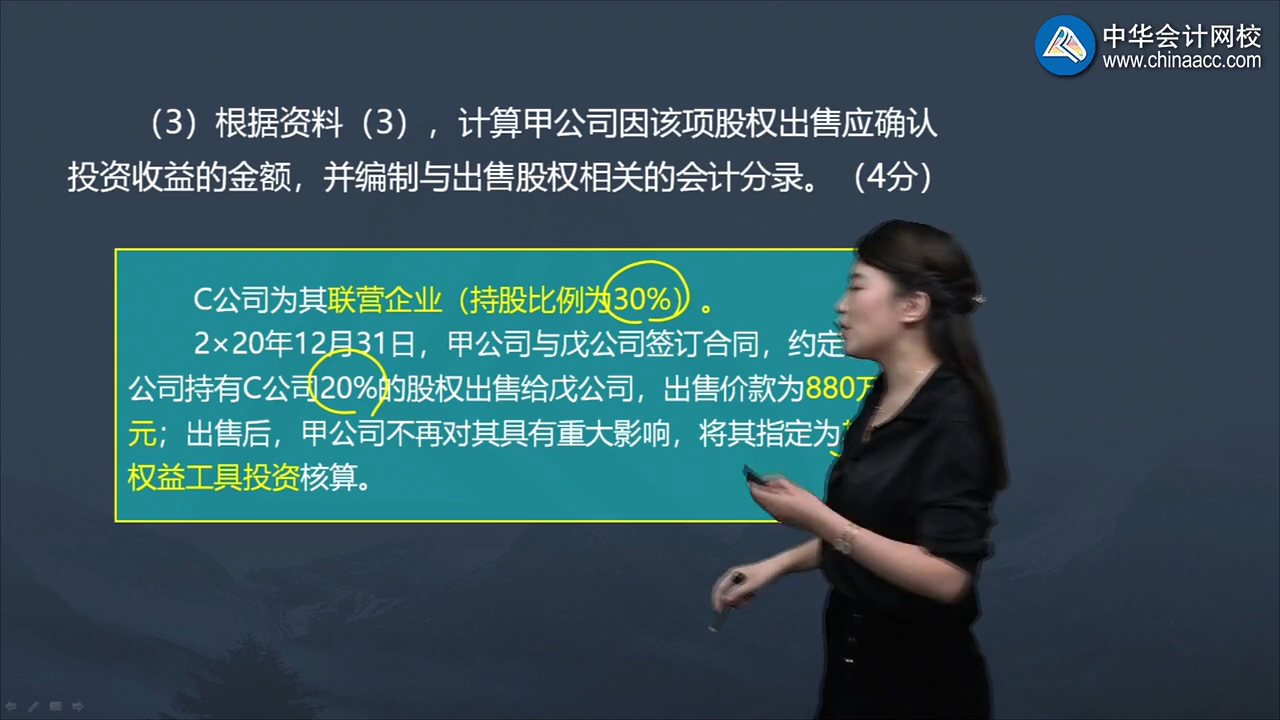 中华会计网校
www.chinaacc.com
（3）根据资料（3），计算甲公司因该项股权出售应确认
投资收益的金额，并编制与出售股权相关的会计分录。（4分）
C公司为其联营企业（持股比例为30%）。
2×20年12月31日，甲公司与戊公司签订合同，约定
公司持有C公司20%的股权出售给戊公司，出售价款为880万
元；出售后，甲公司不再对其具有重大影响，将其指定为
权益工具投资核算。